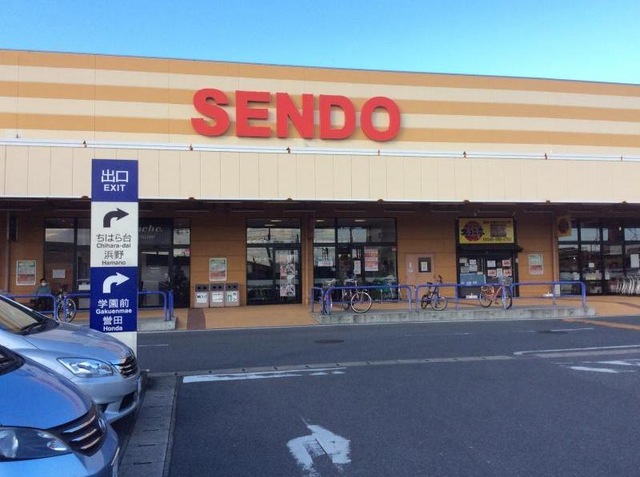 SENDO
出口
EXIT
ちはら台
Chihara-dai
浜野
Hamano
学園前
Gakuenmae
誉田
Honda